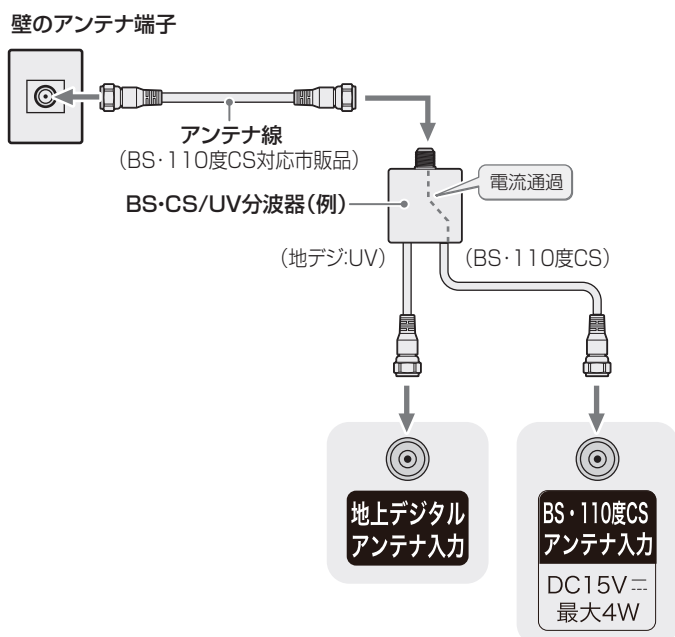 壁のアンテナ端子
アンテナ線
（BS･110度CS対応市販品）
電流通過
BS･CS/UV分波器（例）
（地デジ:UV）
（BS･110度CS）
地上デジタル
アンテナ入力
BS・110度CS
アンテナ入力
DC15V⎓
最大4W